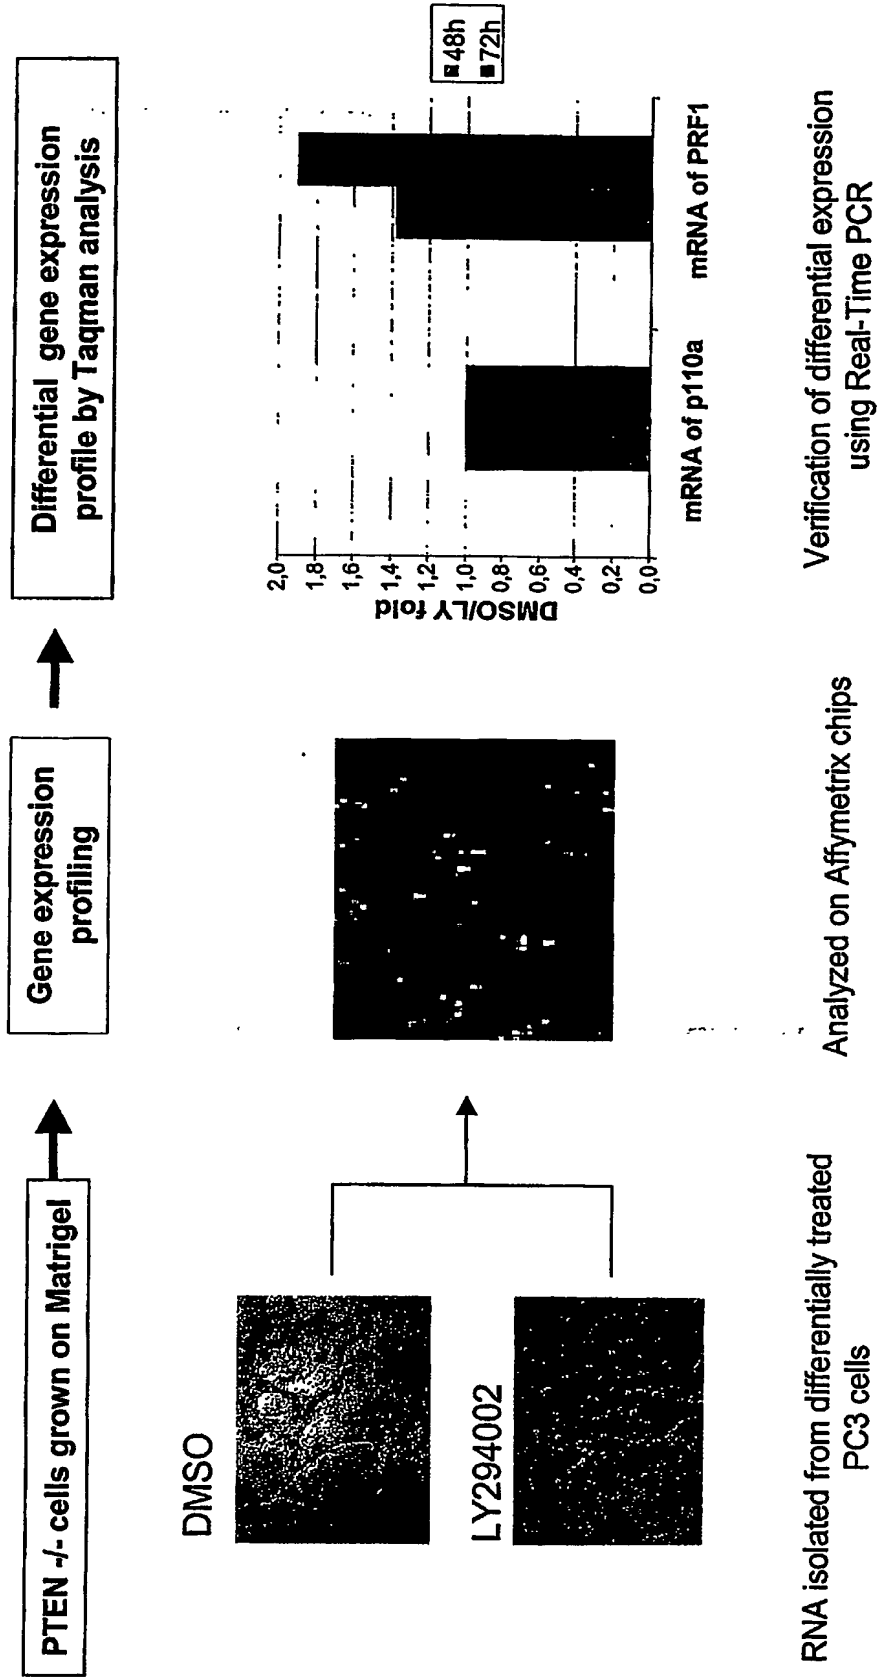 PTEN -/- cells grown on Matrigel
Gene expression
profiling
Differential gene expression
profile by Taqman analysis
DMSO
LY294002
DMSO/LY fold
2,0
1,8
1,6
1,4
1,2
1,0
0,8
0,6
0,4
0,2
0,0
mRNA of p110a
mRNA of PRF1
48h
72h
RNA isolated from differentially treated
PC3 cells
Analyzed on Affymetrix chips
Verification of differential expression
using Real-Time PCR